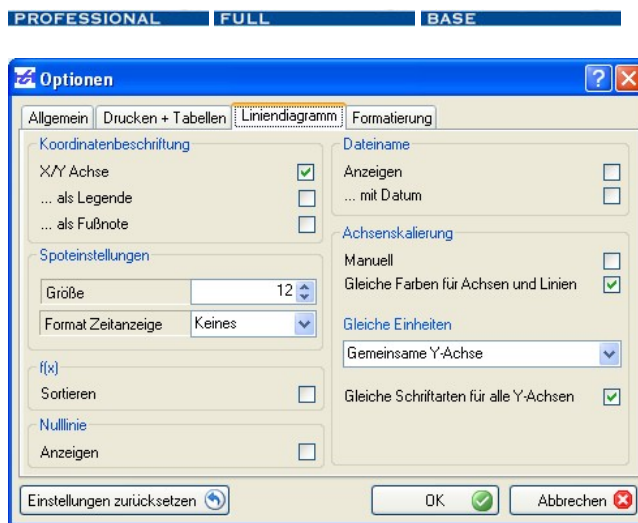 PROFESSIONAL FULL BASE
Optionen
Allgemein Drucken + Tabellen Liniendiagramm Formatierung
Koordinatenbeschriftung
X/Y Achse
... als Legende
... als Fußnote
Spoteinstellungen
Größe 12
Format Zeitanzeige Keines
f(x)
Sortieren
Nulllinie
Anzeigen
Dateiname
Anzeigen
... mit Datum
Achsenskalierung
Manuell
Gleiche Farben für Achsen und Linien
Gleiche Einheiten
Gemeinsame Y-Achse
Gleiche Schriftarten für alle Y-Achsen
Einstellungen zurücksetzen OK Abbrechen